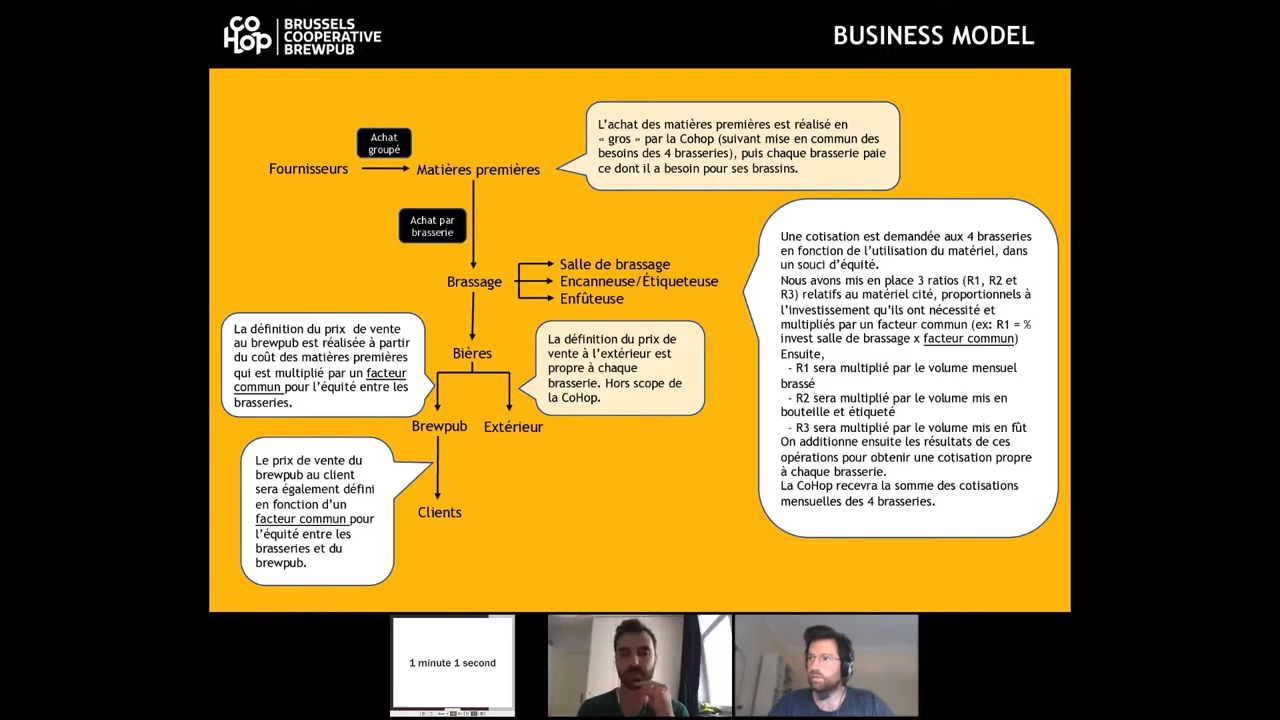 CO
HOP
BRUSSELS
COOPERATIVE
BREWPUB
BUSINESS MODEL
L'achat des matières premières est réalisé en
« gros » par la Cohop (suivant mise en commun des
besoins des 4 brasseries), puis chaque brasserie paie
ce dont il a besoin pour ses brassins.
Achat
groupé
Fournisseurs
Matières premières
Achat par
brasserie
Une cotisation est demandée aux 4 brasseries
en fonction de l'utilisation du matériel, dans
un souci d'équité.
Nous avons mis en place 3 ratios (R1, R2 et
R3) relatifs au matériel cité, proportionnels à
l'investissement qu'ils ont nécessité et
multipliés par un facteur commun (ex: R1 = %
invest salle de brassage x facteur commun)
Ensuite,
- R1 sera multiplié par le volume mensuel
brassé
- R2 sera multiplié par le volume mis en
bouteille et étiqueté
- R3 sera multiplié par le volume mis en fût
On additionne ensuite les résultats de ces
opérations pour obtenir une cotisation propre
à chaque brasserie.
La CoHop recevra la somme des cotisations
mensuelles des 4 brasseries.
Brassage
Salle de brassage
Encanneuse/Étiqueteuse
Enfûteuse
La définition du prix de vente
au brewpub est réalisée à partir
du coût des matières premières
qui est multiplié par un facteur
commun pour l'équité entre les
brasseries.
Bières
La définition du prix de
vente à l'extérieur est
propre à chaque
brasserie. Hors scope de
la CoHop.
Brewpub
Extérieur
Le prix de vente du
brewpub au client
sera également défini
en fonction d'un
facteur commun pour
l'équité entre les
brasseries et du
brewpub.
Clients
1 minute 1 second